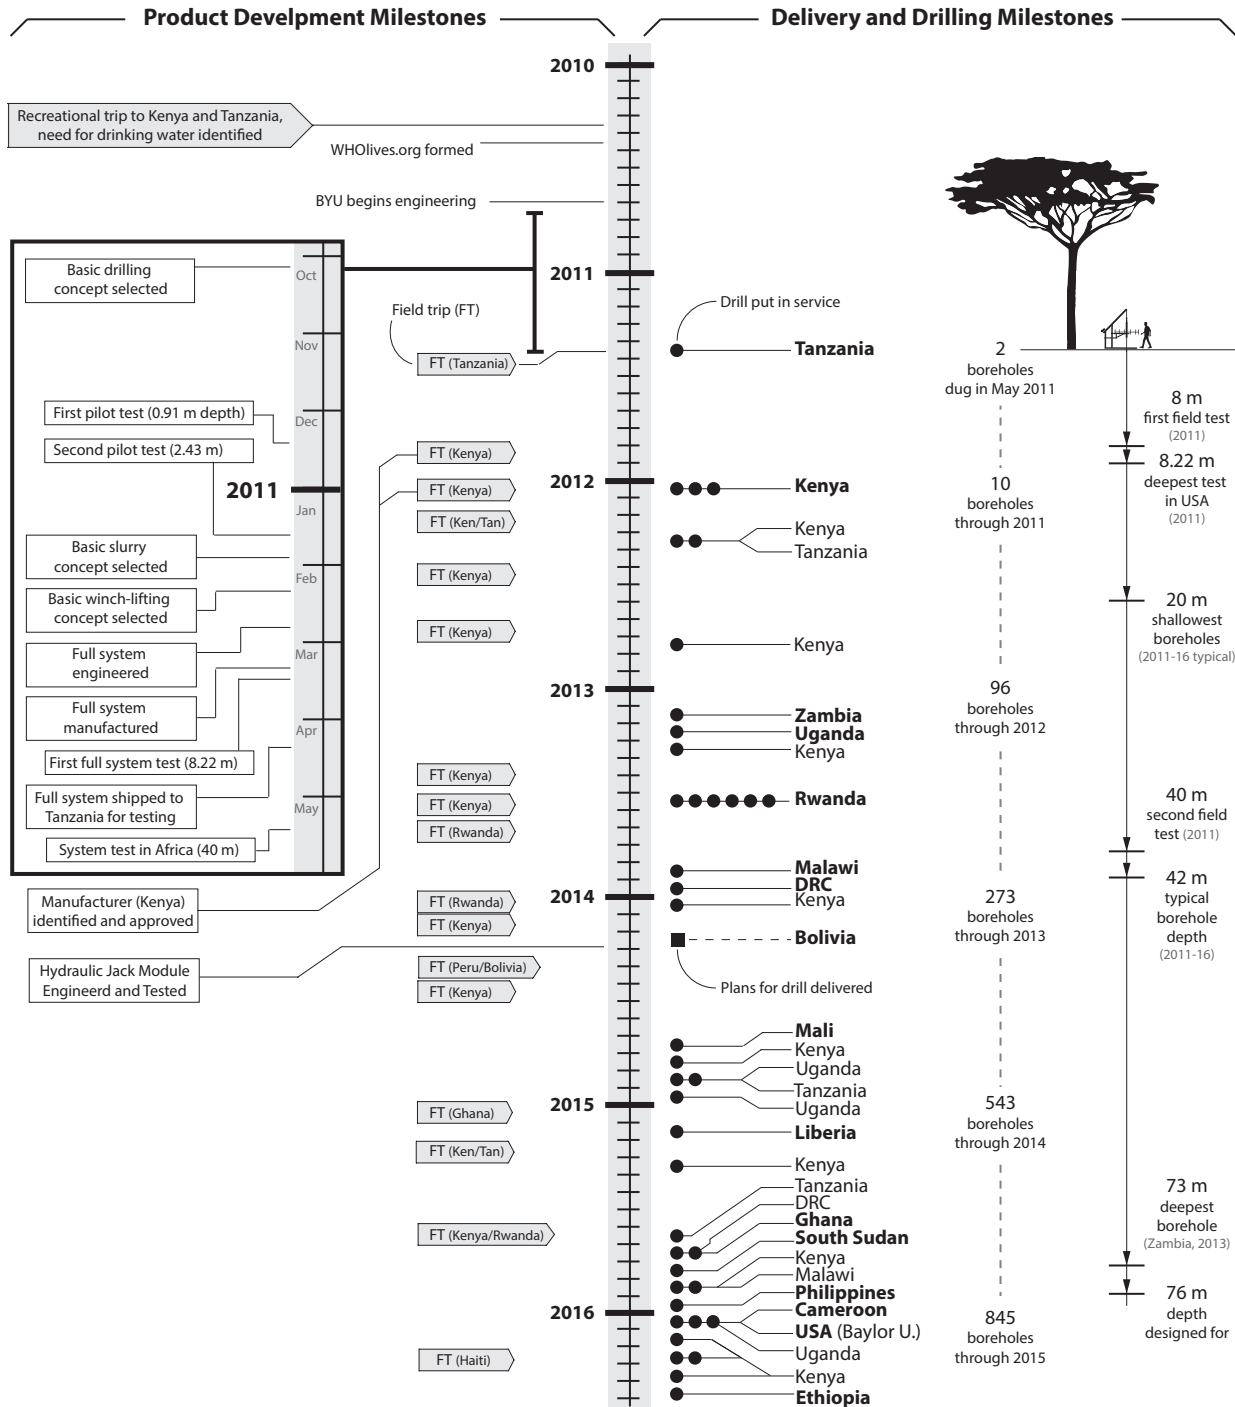 Product Develpment Milestones
Delivery and Drilling Milestones
2010
Recreational trip to Kenya and Tanzania,
need for drinking water identified
WHOlives.org formed
BYU begins engineering
2011
Basic drilling
concept selected
Oct
Nov
First pilot test (0.91 m depth)
Dec
Second pilot test (2.43 m)
2011
Jan
Basic slurry
concept selected
Feb
Basic winch-lifting
concept selected
Full system
engineered
Mar
Full system
manufactured
Apr
First full system test (8.22 m)
Full system shipped to
Tanzania for testing
May
System test in Africa (40 m)
Manufacturer (Kenya)
identified and approved
Hydraulic Jack Module
Engineerd and Tested
Field trip (FT)
FT (Tanzania)
FT (Kenya)
FT (Kenya)
FT (Ken/Tan)
FT (Kenya)
FT (Kenya)
FT (Kenya)
FT (Kenya)
FT (Rwanda)
FT (Rwanda)
FT (Kenya)
FT (Peru/Bolivia)
FT (Kenya)
FT (Ghana)
FT (Ken/Tan)
FT (Kenya/Rwanda)
FT (Haiti)
2012
2013
2014
2015
2016
Drill put in service
Tanzania
Kenya
Kenya
Tanzania
Kenya
Zambia
Uganda
Kenya
Rwanda
Malawi
DRC
Kenya
Bolivia
Plans for drill delivered
Mali
Kenya
Uganda
Tanzania
Uganda
Liberia
Kenya
Tanzania
DRC
Ghana
South Sudan
Kenya
Malawi
Philippines
Cameroon
USA (Baylor U.)
Uganda
Kenya
Ethiopia
2
boreholes
dug in May 2011
10
boreholes
through 2011
96
boreholes
through 2012
273
boreholes
through 2013
543
boreholes
through 2014
845
boreholes
through 2015
8 m
first field test
(2011)
8.22 m
deepest test
in USA
(2011)
20 m
shallowest
boreholes
(2011-16 typical)
40 m
second field
test (2011)
42 m
typical
borehole
depth
(2011-16)
73 m
deepest
borehole
(Zambia, 2013)
76 m
depth
designed for